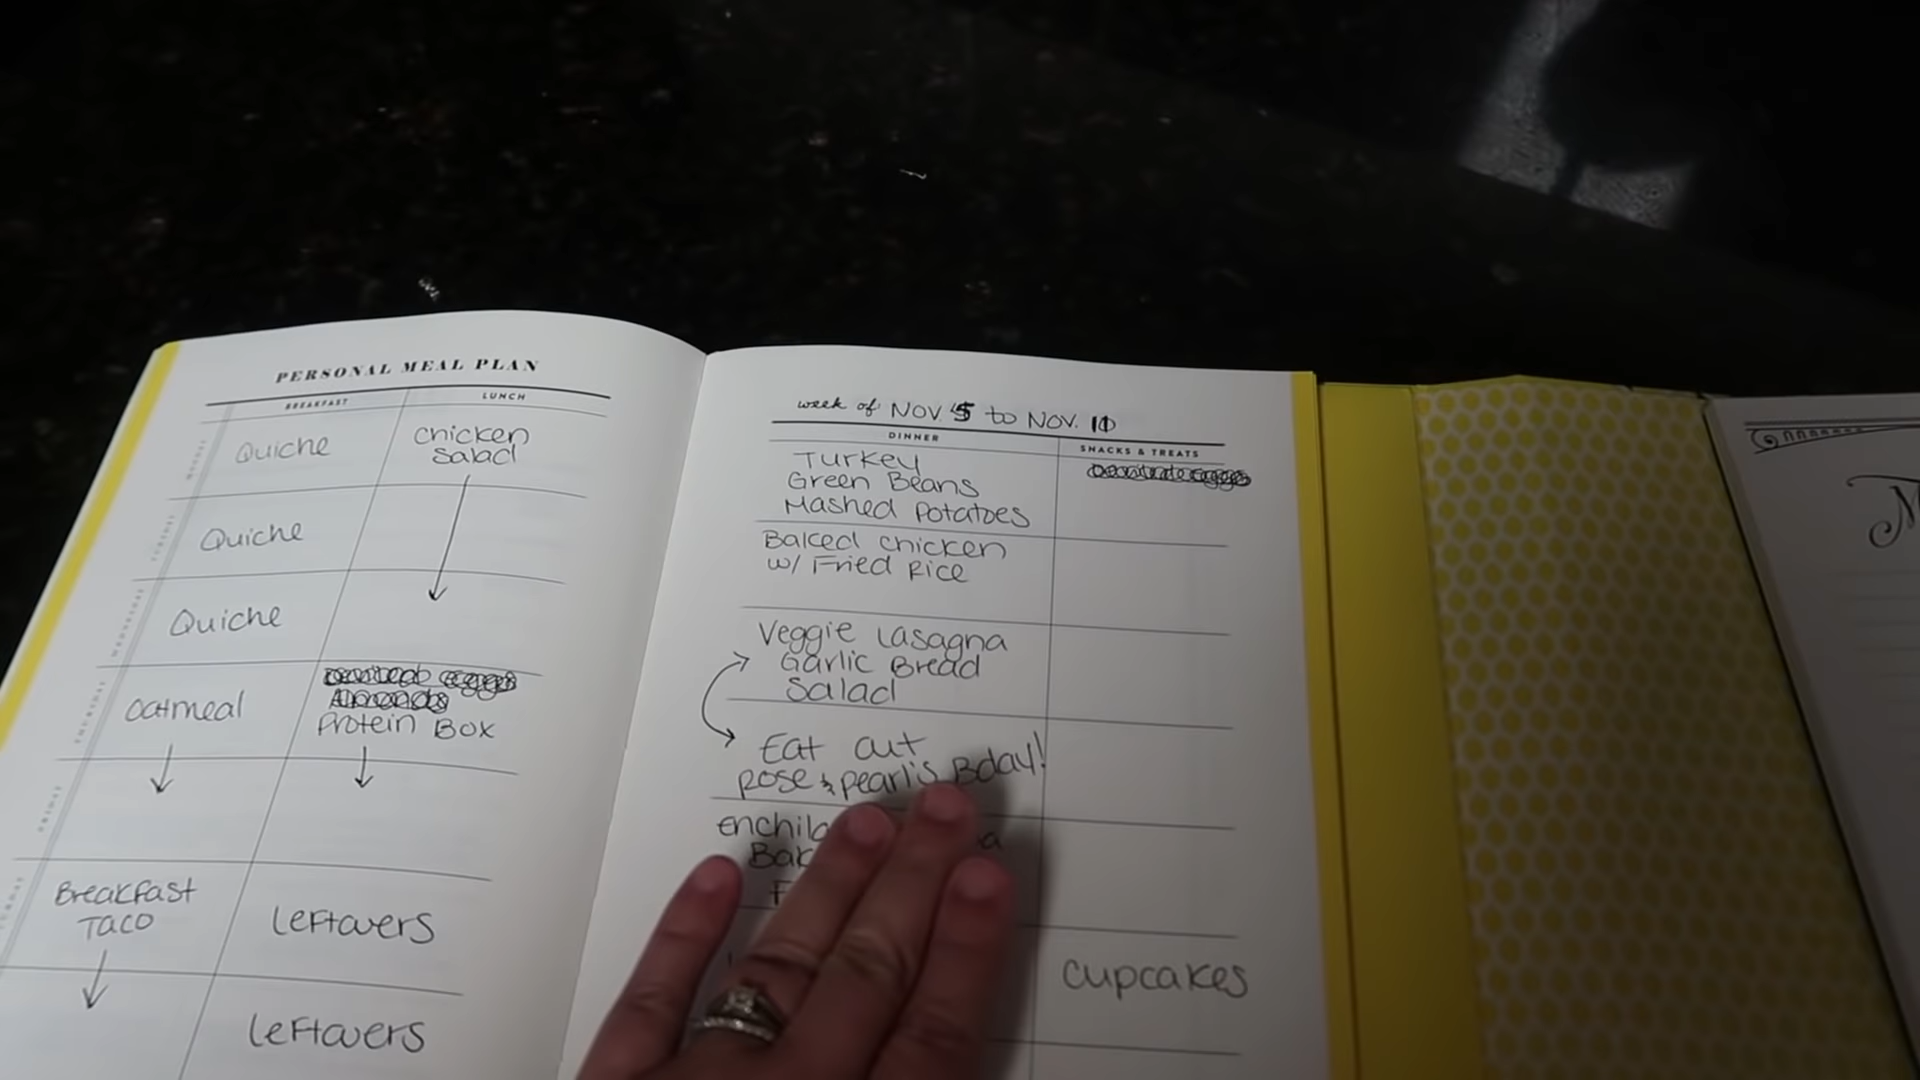 PERSONAL MEAL PLAN
BREAKFAST
LUNCH
Quiche
chicken
salad
Quiche
Quiche
oatmeal
Protein Box
Breakfast
Taco
Leftovers
Leftovers
week of NOV. 5 to NOV.
DINNER
SNACKS & TREATS
Turkey
Green Beans
Mashed Potatoes
Baked chicken
w/ Fried Rice
Veggie Lasagna
Garlic Bread
Salad
Eat out
Rose & Pearl's Bday!
cupcakes